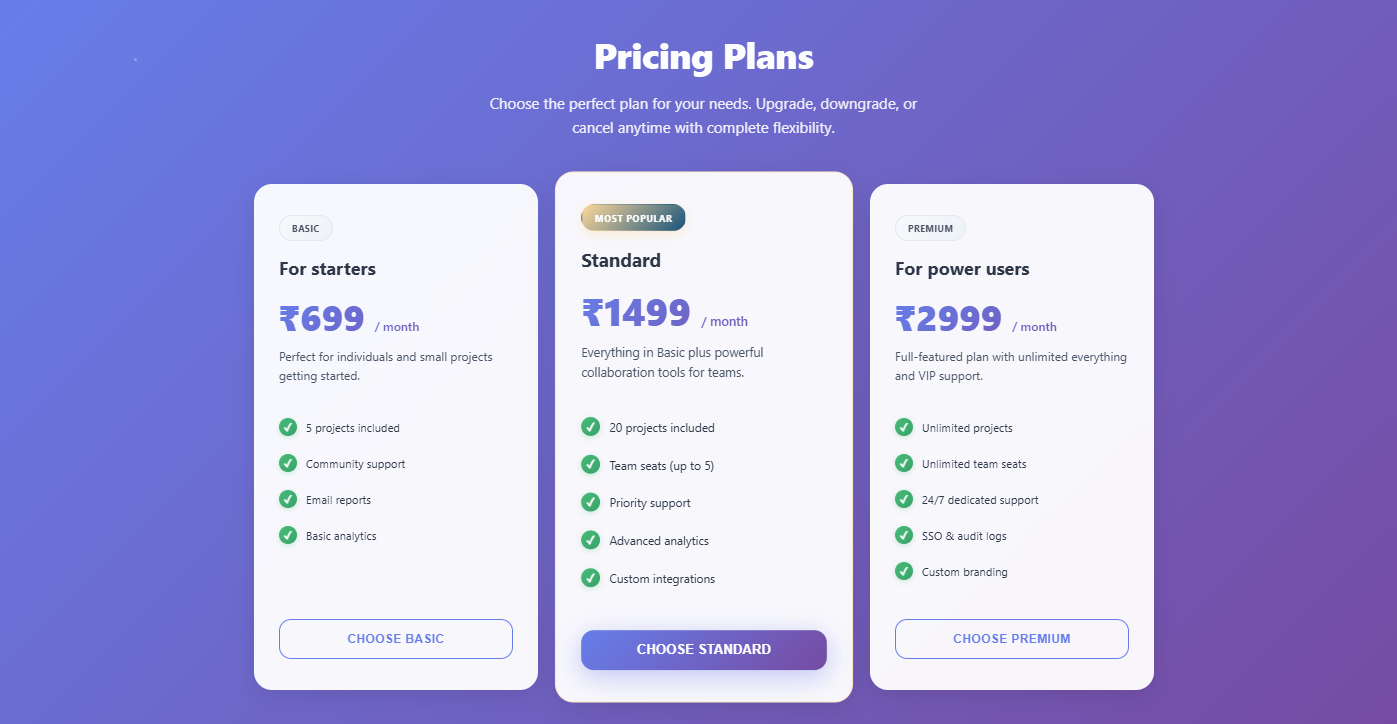 Pricing Plans
Choose the perfect plan for your needs. Upgrade, downgrade, or
cancel anytime with complete flexibility.
BASIC
For starters
₹699 / month
Perfect for individuals and small projects
getting started.
5 projects included
Community support
Email reports
Basic analytics
CHOOSE BASIC
MOST POPULAR
Standard
₹1499 / month
Everything in Basic plus powerful
collaboration tools for teams.
20 projects included
Team seats (up to 5)
Priority support
Advanced analytics
Custom integrations
CHOOSE STANDARD
PREMIUM
For power users
₹2999 / month
Full-featured plan with unlimited everything
and VIP support.
Unlimited projects
Unlimited team seats
24/7 dedicated support
SSO & audit logs
Custom branding
CHOOSE PREMIUM